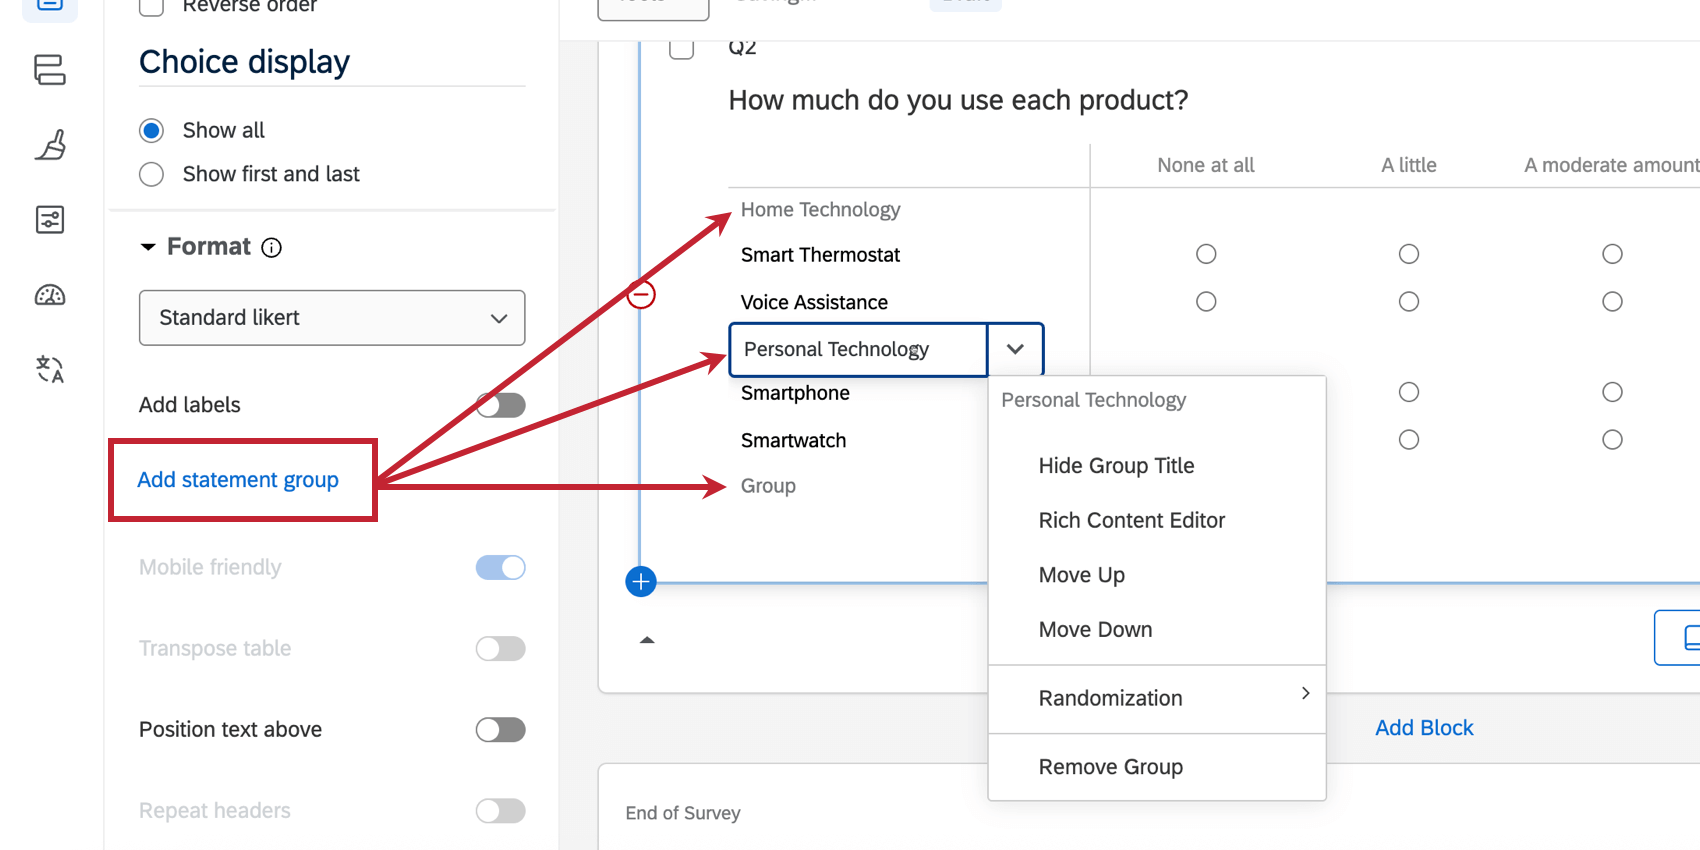 Reverse order
Choice display
Show all
Show first and last
Format
Standard likert
Add labels
Add statement group
Mobile friendly
Transpose table
Position text above
Repeat headers
Q2
How much do you use each product?
None at all
A little
A moderate amount
Home Technology
Smart Thermostat
Voice Assistance
Personal Technology
Smartphone
Smartwatch
Group
Personal Technology
Hide Group Title
Rich Content Editor
Move Up
Move Down
Randomization
Remove Group
Add Block
End of Survey